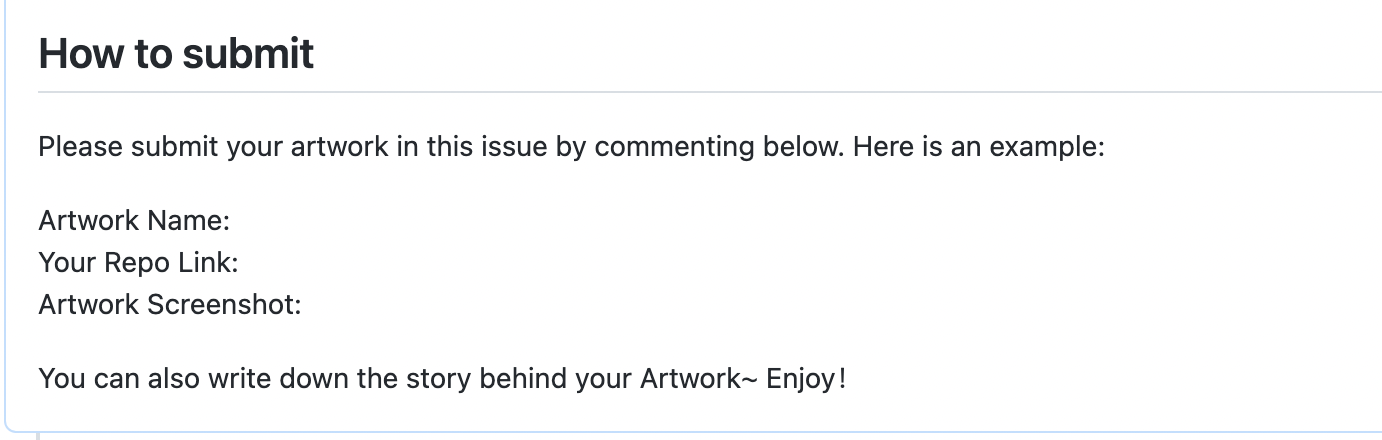 How to submit
Please submit your artwork in this issue by commenting below. Here is an example:
Artwork Name:
Your Repo Link:
Artwork Screenshot:
You can also write down the story behind your Artwork~ Enjoy!